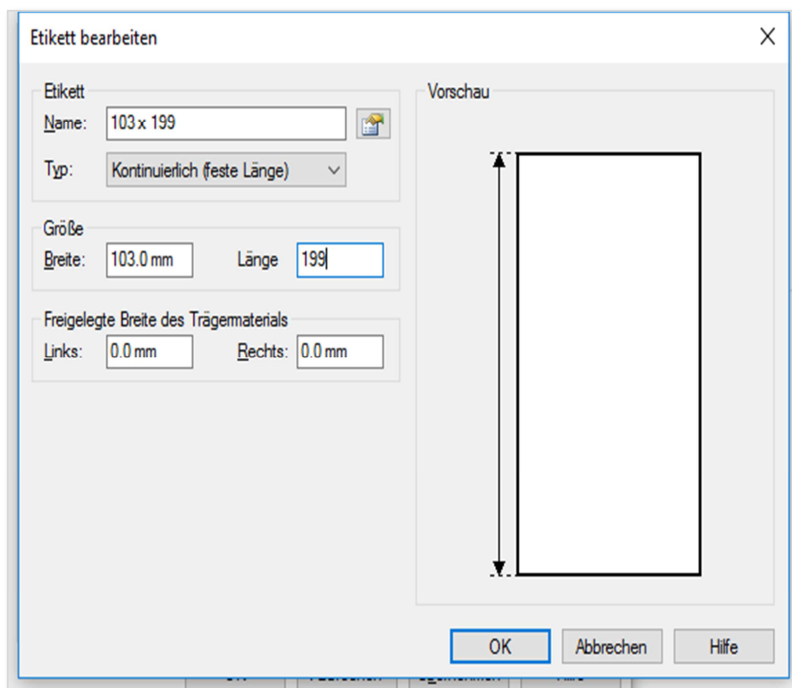 Etikett bearbeiten
Etikett
Name: 103 x 199
Typ: Kontinuierlich (feste Länge)
Größe
Breite: 103.0 mm Länge 199
Freigelegte Breite des Trägermaterials
Links: 0.0 mm Rechts: 0.0 mm
Vorschau
OK Abbrechen Hilfe